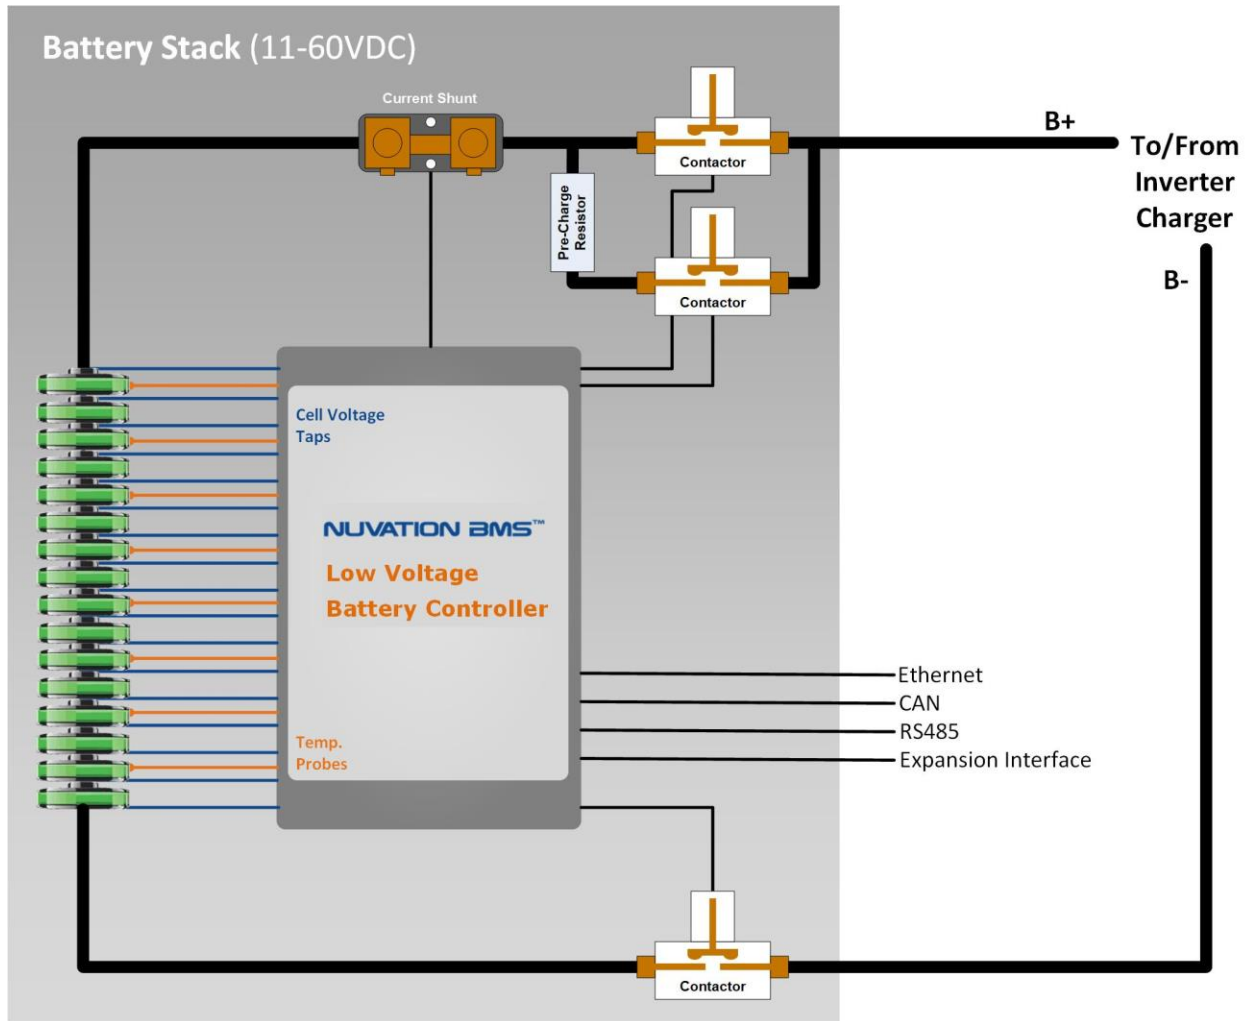 Battery Stack (11-60VDC)
Current Shunt
Contactor
B+
To/From
Inverter
Charger
Pre-Charge
Resistor
B-
Contactor
Cell Voltage
Taps
NUVATION BMS™
Low Voltage
Battery Controller
Ethernet
CAN
RS485
Expansion Interface
Temp.
Probes
Contactor